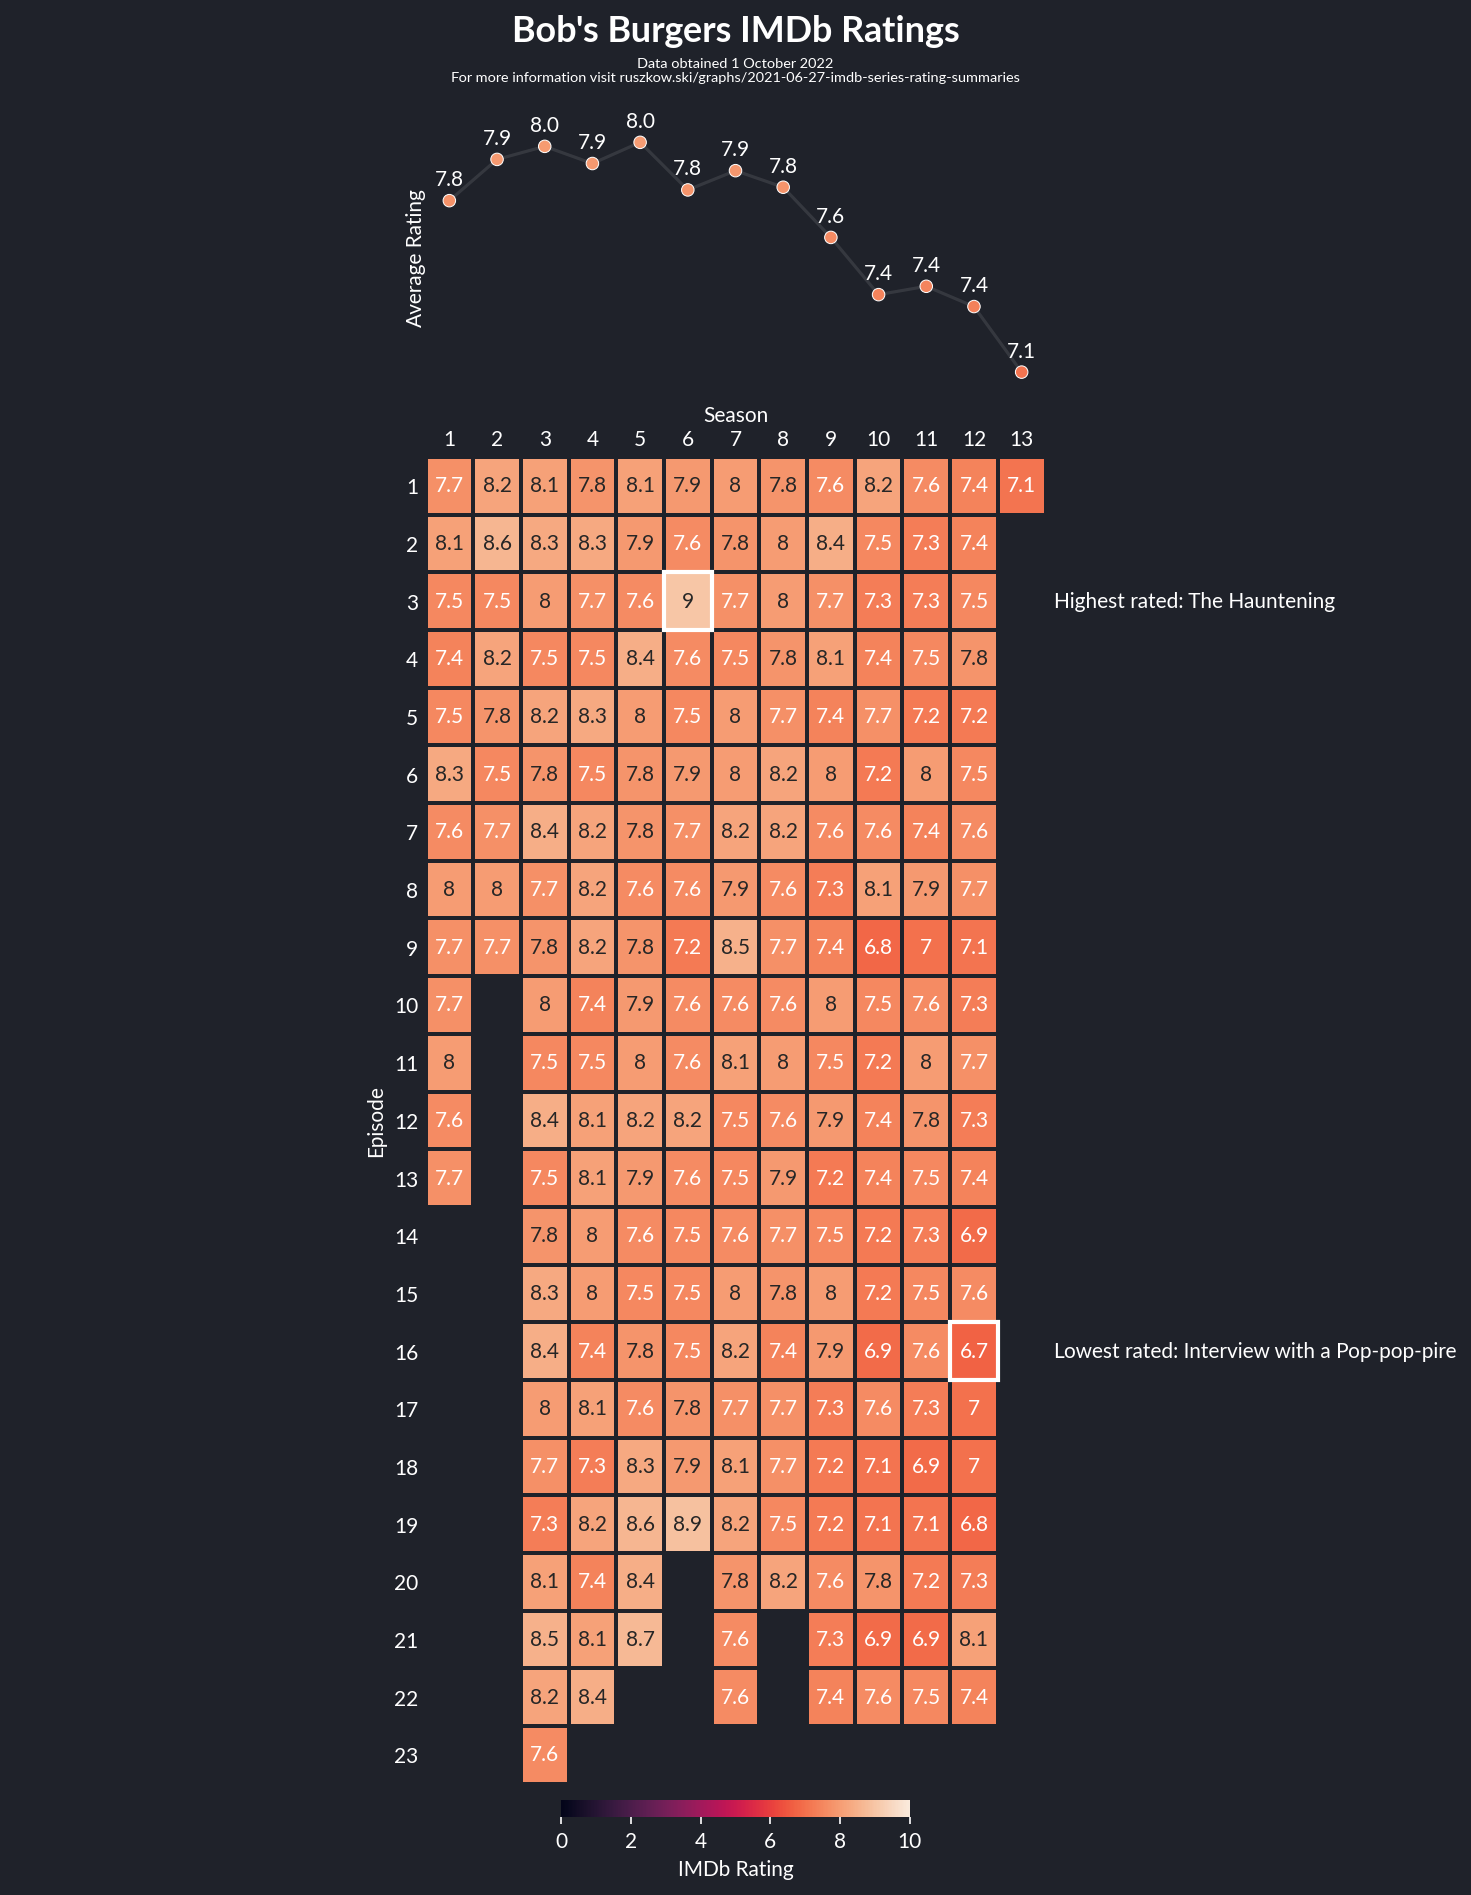 Bob's Burgers IMDb Ratings
Data obtained 1 October 2022
For more information visit ruszkow.ski/graphs/2021-06-27-imdb-series-rating-summaries
Average Rating
7.8 7.9 8.0 7.9 8.0 7.8 7.9 7.8 7.6 7.4 7.4 7.4 7.1
Season
1 2 3 4 5 6 7 8 9 10 11 12 13
Episode
1 7.7 8.2 8.1 7.8 8.1 7.9 8 7.8 7.6 8.2 7.6 7.4 7.1
2 8.1 8.6 8.3 8.3 7.9 7.6 7.8 8 8.4 7.5 7.3 7.4
3 7.5 7.5 8 7.7 7.6 9 7.7 8 7.7 7.3 7.3 7.5 Highest rated: The Hauntening
4 7.4 8.2 7.5 7.5 8.4 7.6 7.5 7.8 8.1 7.4 7.5 7.8
5 7.5 7.8 8.2 8.3 8 7.5 8 7.7 7.4 7.7 7.2 7.2
6 8.3 7.5 7.8 7.5 7.8 7.9 8 8.2 8 7.2 8 7.5
7 7.6 7.7 8.4 8.2 7.8 7.7 8.2 8.2 7.6 7.6 7.4 7.6
8 8 8 7.7 8.2 7.6 7.6 7.9 7.6 7.3 8.1 7.9 7.7
9 7.7 7.7 7.8 8.2 7.8 7.2 8.5 7.7 7.4 6.8 7 7.1
10 7.7 8 7.4 7.9 7.6 7.6 7.6 8 7.5 7.6 7.3
11 8 7.5 7.5 8 7.6 8.1 8 7.5 7.2 8 7.7
12 7.6 8.4 8.1 8.2 8.2 7.5 7.6 7.9 7.4 7.8 7.3
13 7.7 7.5 8.1 7.9 7.6 7.5 7.9 7.2 7.4 7.5 7.4
14 7.8 8 7.6 7.5 7.6 7.7 7.5 7.2 7.3 6.9
15 8.3 8 7.5 7.5 8 7.8 8 7.2 7.5 7.6
16 8.4 7.4 7.8 7.5 8.2 7.4 7.9 6.9 7.6 6.7 Lowest rated: Interview with a Pop-pop-pire
17 8 8.1 7.6 7.8 7.7 7.7 7.3 7.6 7.3 7
18 7.7 7.3 8.3 7.9 8.1 7.7 7.2 7.1 6.9 7
19 7.3 8.2 8.6 8.9 8.2 7.5 7.2 7.1 7.1 6.8
20 8.1 7.4 8.4 7.8 8.2 7.6 7.8 7.2 7.3
21 8.5 8.1 8.7 7.6 7.3 6.9 6.9 8.1
22 8.2 8.4 7.6 7.4 7.6 7.5 7.4
23 7.6
0 2 4 6 8 10
IMDb Rating